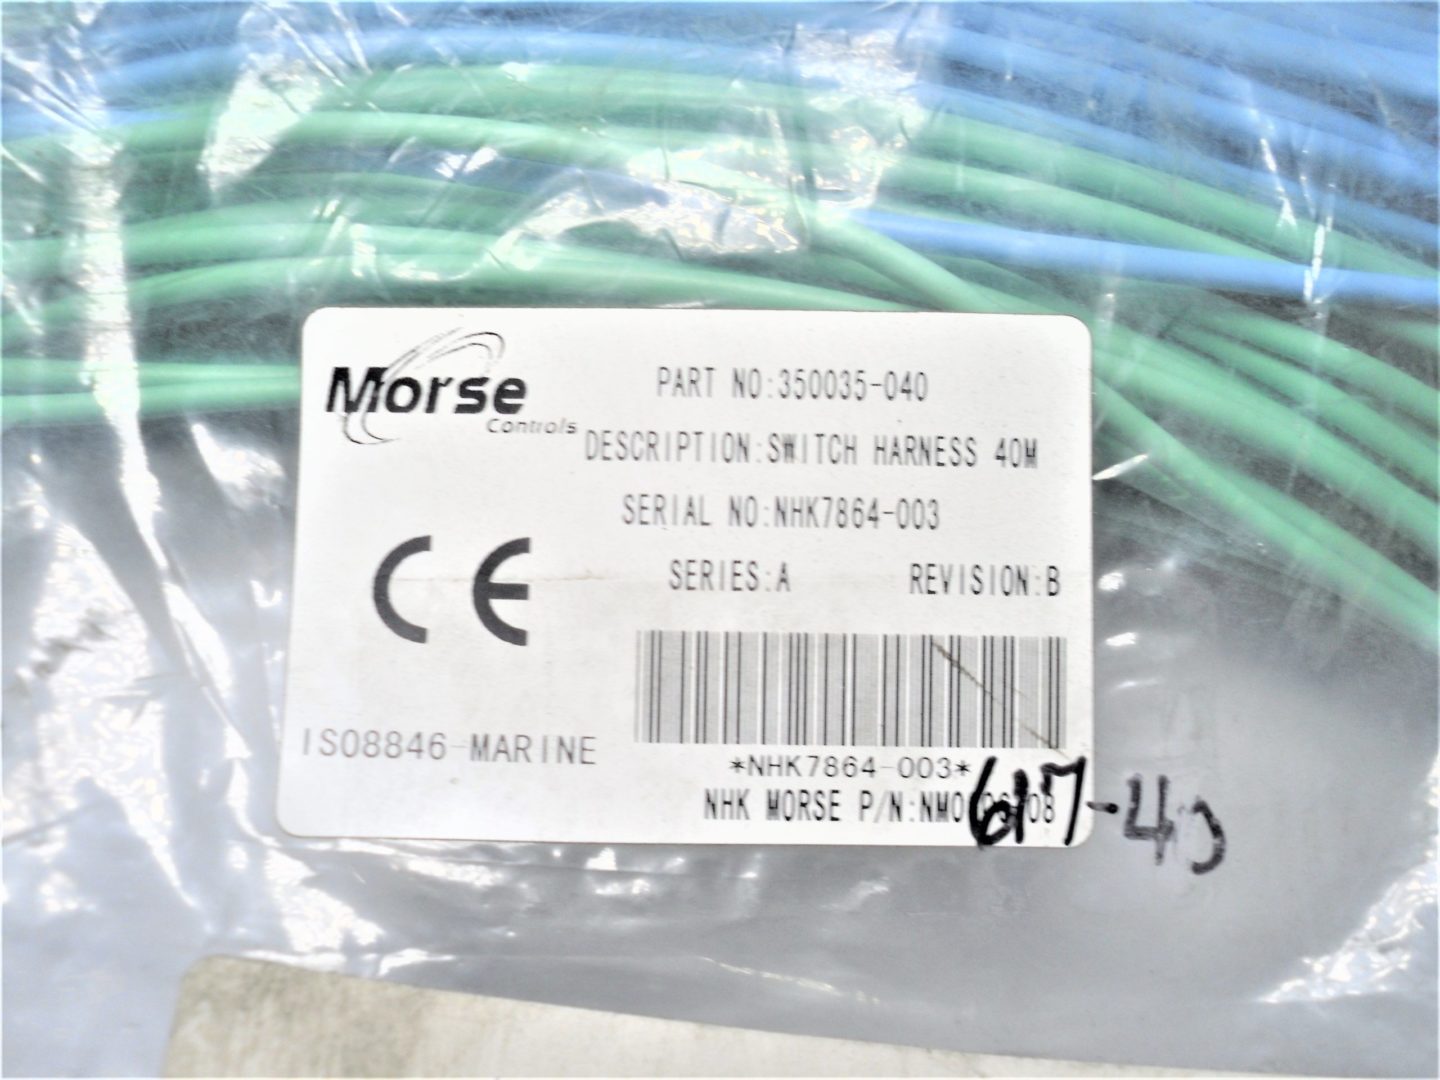 Morse
Controls
PART NO:350035-040
DESCRIPTION:SWITCH HARNESS 40M
SERIAL NO:NHK7864-003
CE
SERIES:A REVISION:B
ISO8846-MARINE
*NHK7864-003*
NHK MORSE P/N:
617-40